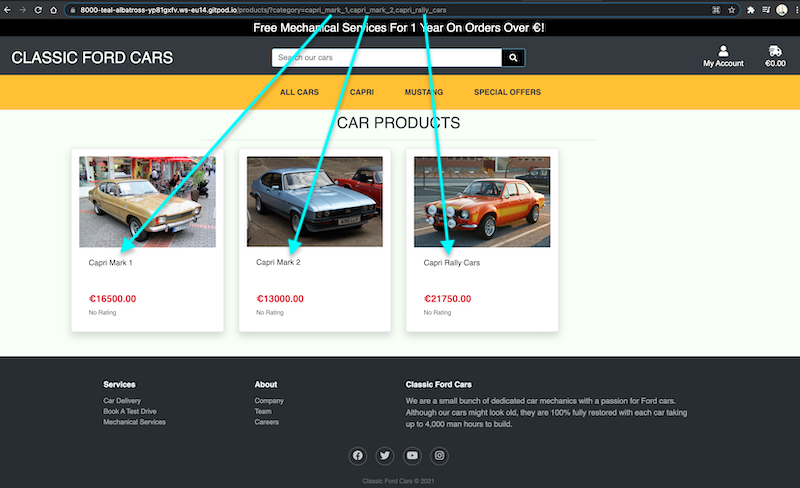 8000-teal-albatross-yp81gxfv.ws-eu14.gitpod.io/products/?category=capri_mark_1,capri_mark_2,capri_rally_cars
Free Mechanical Services For 1 Year On Orders Over €!
CLASSIC FORD CARS
Search our cars
My Account
€0.00
ALL CARS
CAPRI
MUSTANG
SPECIAL OFFERS
CAR PRODUCTS
Capri Mark 1
€16500.00
No Rating
Capri Mark 2
€13000.00
No Rating
Capri Rally Cars
€21750.00
No Rating
Services
Car Delivery
Book A Test Drive
Mechanical Services
About
Company
Team
Careers
Classic Ford Cars
We are a small bunch of dedicated car mechanics with a passion for Ford cars.
Although our cars might look old, they are 100% fully restored with each car taking
up to 4,000 man hours to build.
Classic Ford Cars © 2021